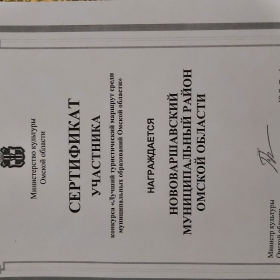 Министерство культуры
Омской области
СЕРТИФИКАТ
УЧАСТНИКА
конкурса «Лучший туристический маршрут среди
муниципальных образований Омской области»
НАГРАЖДАЕТСЯ
НОВОВАРШАВСКИЙ
МУНИЦИПАЛЬНЫЙ РАЙОН
ОМСКОЙ ОБЛАСТИ
Министр культуры
Омской области